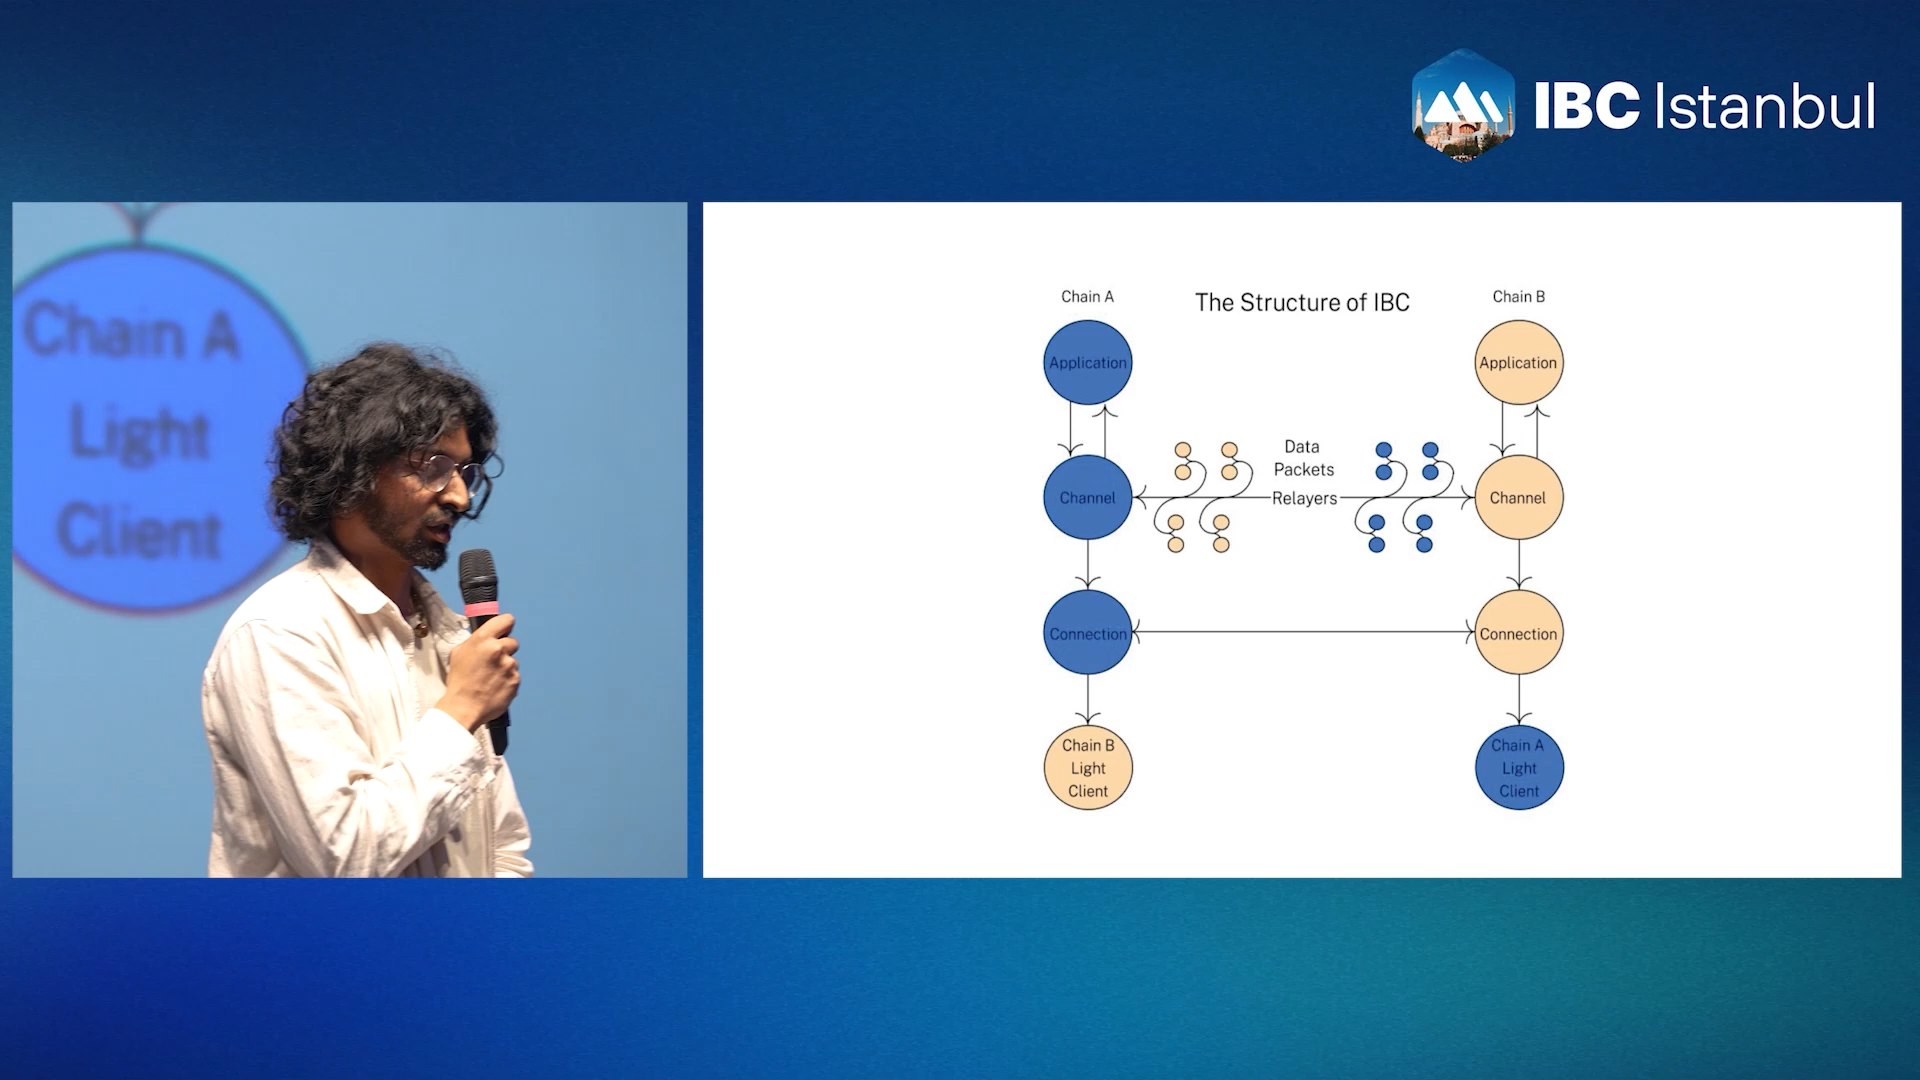 IBC Istanbul
Chain A
Light
Client
Chain A
The Structure of IBC
Chain B
Application
Application
Data
Packets
Channel
Relayers
Channel
Connection
Connection
Chain B
Light
Client
Chain A
Light
Client